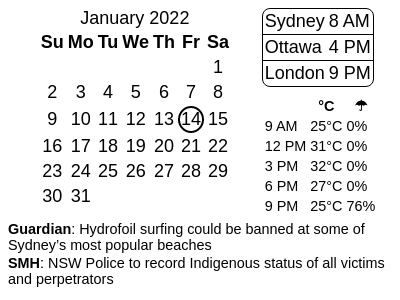 January 2022
Su Mo Tu We Th Fr Sa
1
2 3 4 5 6 7 8
9 10 11 12 13 14 15
16 17 18 19 20 21 22
23 24 25 26 27 28 29
30 31
Sydney 8 AM
Ottawa 4 PM
London 9 PM
°C ☂
9 AM 25°C 0%
12 PM 31°C 0%
3 PM 32°C 0%
6 PM 27°C 0%
9 PM 25°C 76%
Guardian: Hydrofoil surfing could be banned at some of
Sydney’s most popular beaches
SMH: NSW Police to record Indigenous status of all victims
and perpetrators